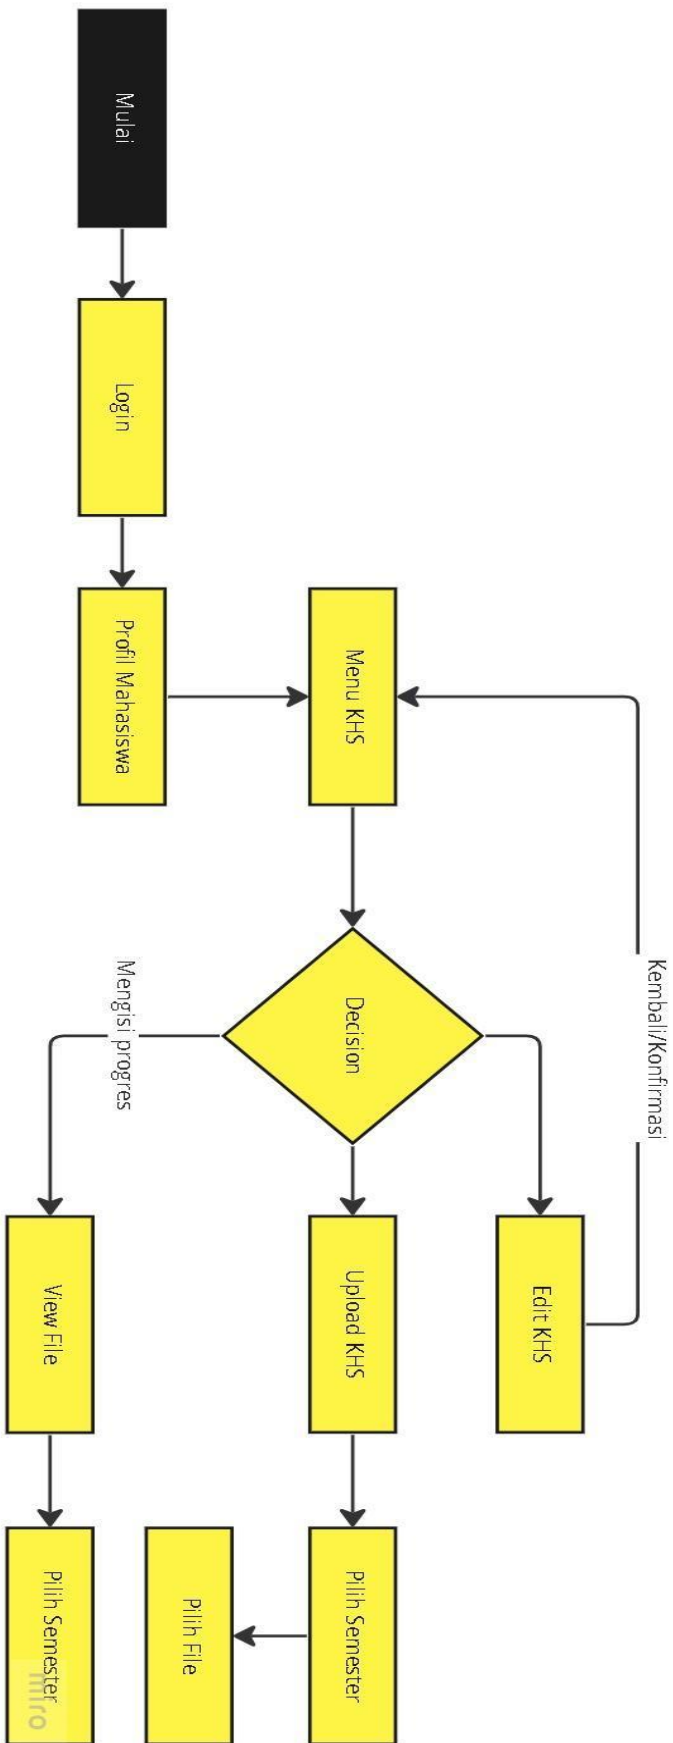 Mulai
Login
Profil Mahasiswa
Menu KHS
Kembali/Konfirmasi
Decision
Mengisi progres
Edit KHS
Upload KHS
View File
Pilih Semester
Pilih File
Pilih Semester
miro